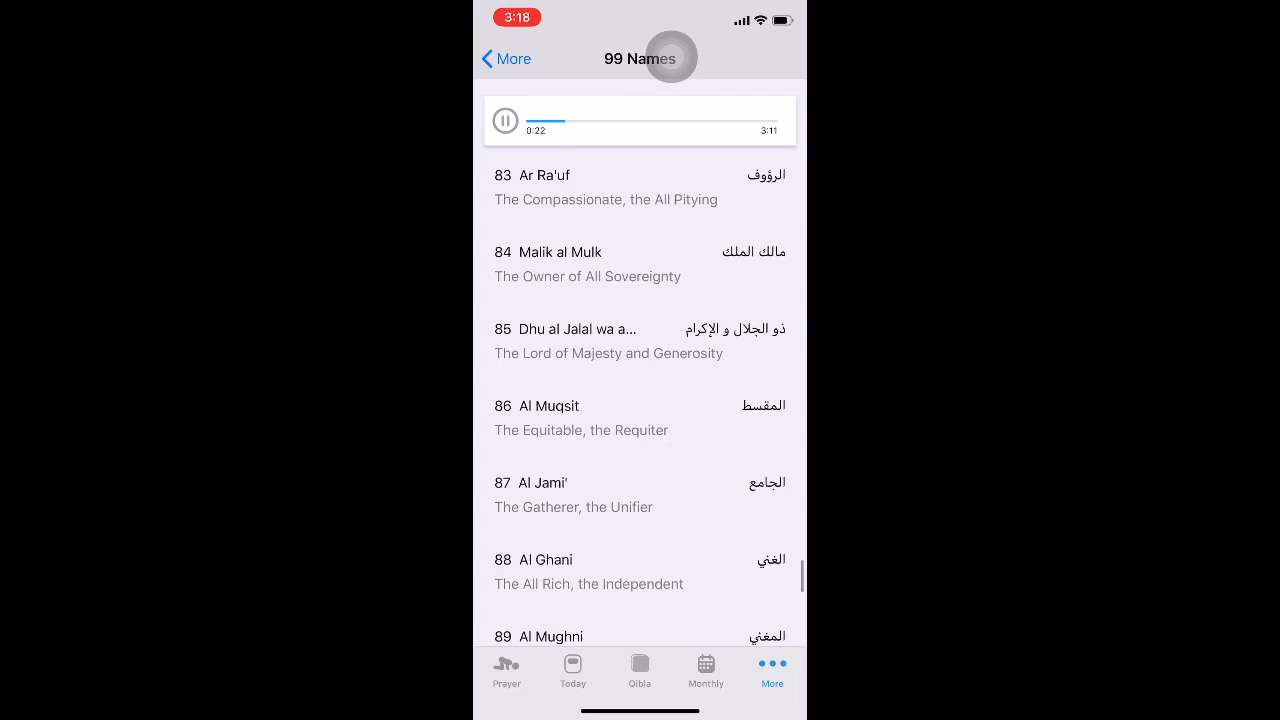 3:18
More
99 Names
0:22
3:11
83 Ar Ra'uf الرؤوف
The Compassionate, the All Pitying
84 Malik al Mulk مالك الملك
The Owner of All Sovereignty
85 Dhu al Jalal wa a... ذو الجلال و الإكرام
The Lord of Majesty and Generosity
86 Al Muqsit المقسط
The Equitable, the Requiter
87 Al Jami' الجامع
The Gatherer, the Unifier
88 Al Ghani الغني
The All Rich, the Independent
89 Al Mughni المغني
Prayer Today Qibla Monthly More